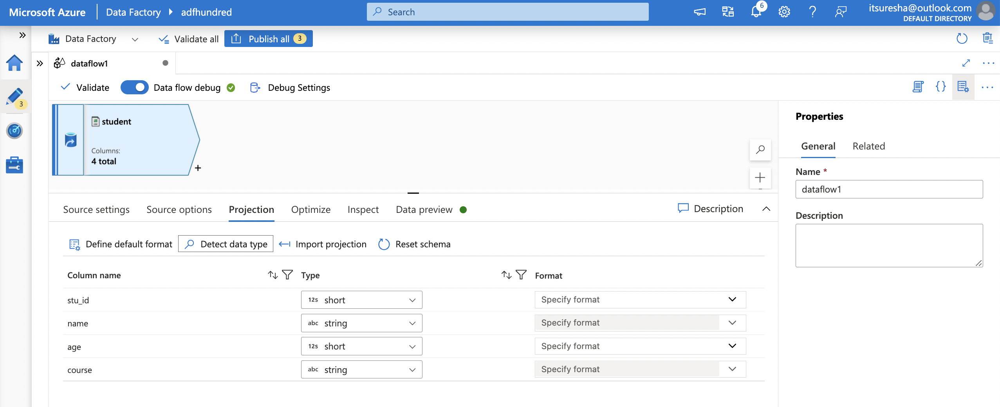 Microsoft Azure
Data Factory
adfhundred
Search
6
itsuresha@outlook.com
DEFAULT DIRECTORY
Data Factory
Validate all
Publish all
3
dataflow1
3
Validate
Data flow debug
Debug Settings
csv
student
Columns:
4 total
Properties
General
Related
Name *
dataflow1
Description
Source settings
Source options
Projection
Optimize
Inspect
Data preview
Description
Define default format
Detect data type
Import projection
Reset schema
Column name
Type
Format
stu_id
12s short
Specify format
name
abc string
Specify format
age
12s short
Specify format
course
abc string
Specify format